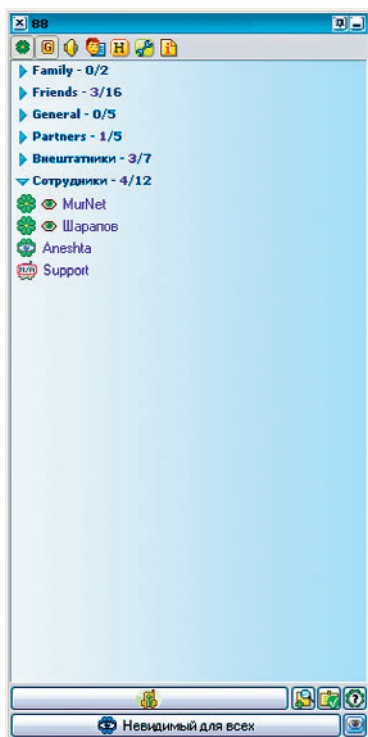 88
G H i
Family - 0/2
Friends - 3/16
General - 0/5
Partners - 1/5
Внештатники - 3/7
Сотрудники - 4/12
MurNet
Шарапов
Aneshta
N/A Support
?
Невидимый для всех